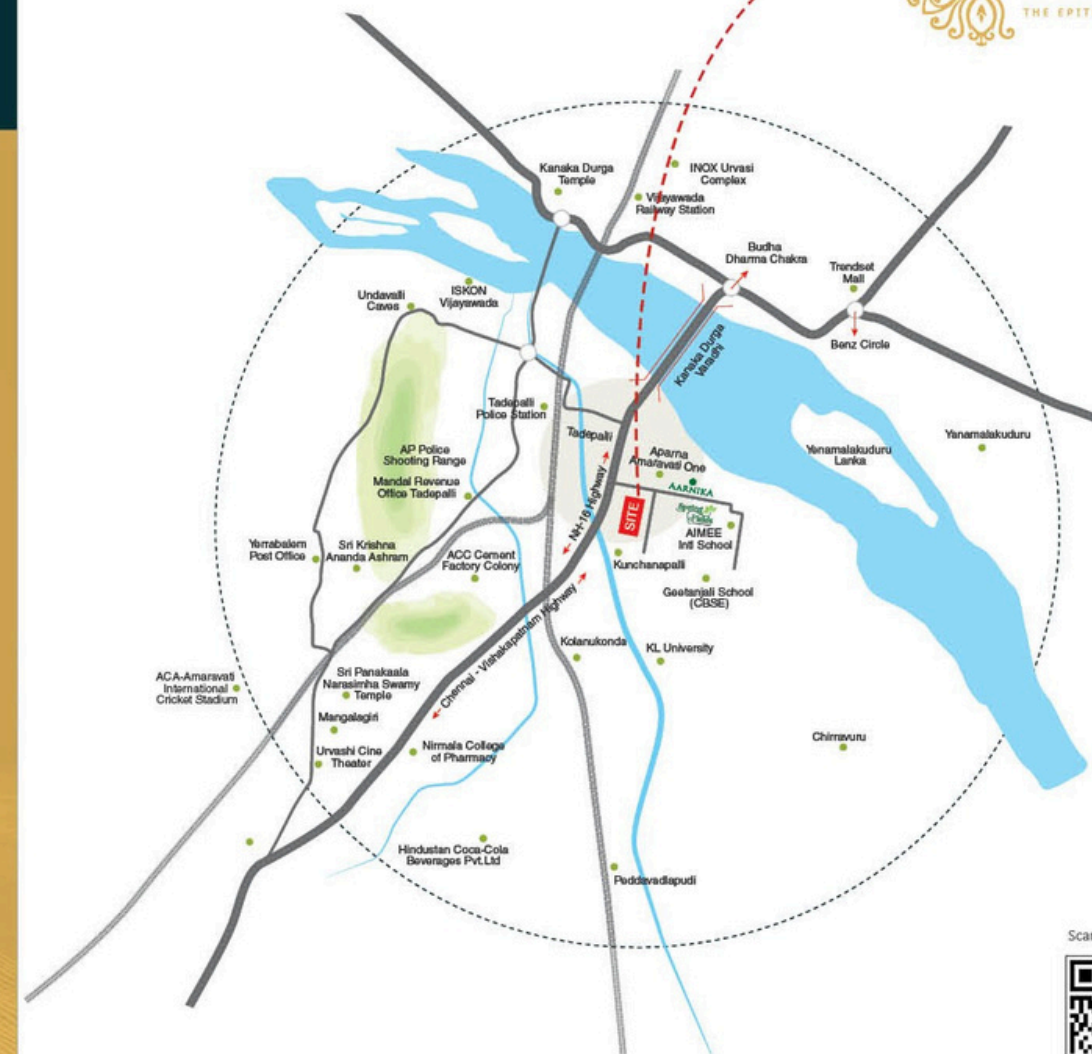 THE EPIT
Kanaka Durga
Temple
INOX Urvasi
Complex
Vijayawada
Railway Station
Budha
Dharma Chakra
Trendset
Mall
Benz Circle
ISKON
Vijayawada
Undavalli
Caves
Kanaka Durga
Varadhi
Tadepalli
Police Station
Tadepalli
Aparna
Amaravati One
AARNIKA
Yenamalakuduru
Lanka
Yanamalakuduru
AP Police
Shooting Range
Mandal Revenue
Office Tadepalli
NH-16 Highway
SITE
AIMEE
Intl School
Yerrabalem
Post Office
Sri Krishna
Ananda Ashram
ACC Cement
Factory Colony
Kunchanapalli
Geetanjali School
(CBSE)
Chennai - Vishakapatnam Highway
Kolanukonda
KL University
ACA-Amaravati
International
Cricket Stadium
Sri Panakaala
Narasimha Swamy
Temple
Mangalagiri
Urvashi Cine
Theater
Nirmala College
of Pharmacy
Chirravuru
Hindustan Coca-Cola
Beverages Pvt.Ltd
Peddavadlapudi
Scan